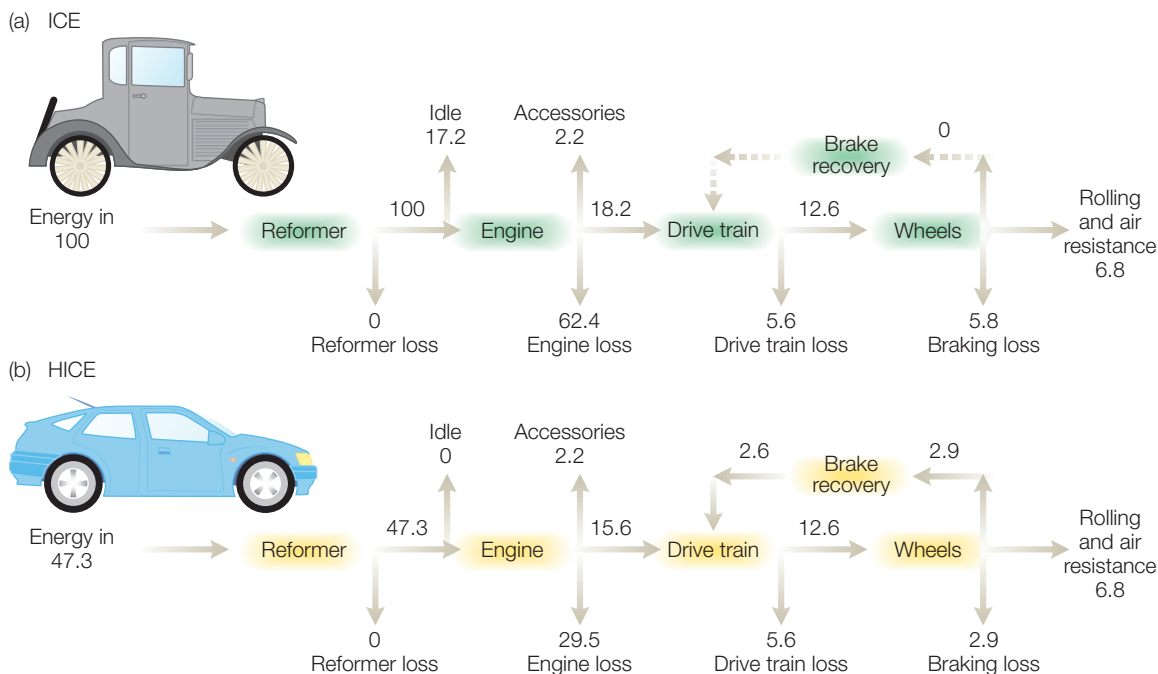 (a) ICE
Idle
17.2
Accessories
2.2
0
Brake
recovery
Energy in
100
Reformer
100
Engine
18.2
Drive train
12.6
Wheels
Rolling
and air
resistance
6.8
0
Reformer loss
62.4
Engine loss
5.6
Drive train loss
5.8
Braking loss
(b) HICE
Idle
0
Accessories
2.2
2.6
Brake
recovery
2.9
Energy in
47.3
Reformer
47.3
Engine
15.6
Drive train
12.6
Wheels
Rolling
and air
resistance
6.8
0
Reformer loss
29.5
Engine loss
5.6
Drive train loss
2.9
Braking loss